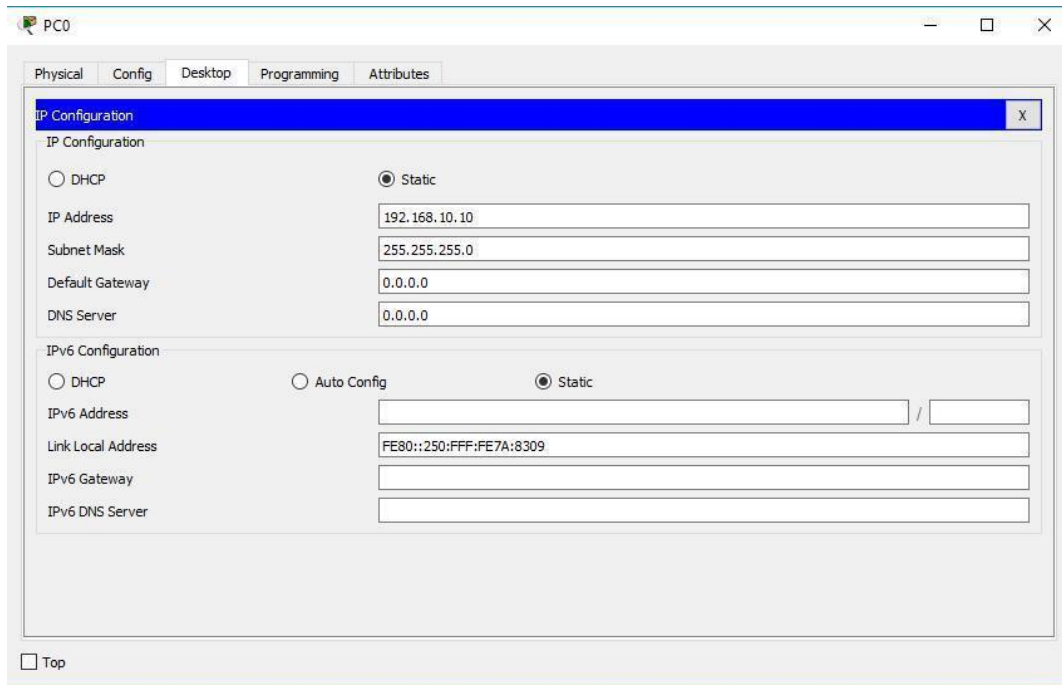 PC0
Physical Config Desktop Programming Attributes
IP Configuration X
IP Configuration
DHCP Static
IP Address 192.168.10.10
Subnet Mask 255.255.255.0
Default Gateway 0.0.0.0
DNS Server 0.0.0.0
IPv6 Configuration
DHCP Auto Config Static
IPv6 Address /
Link Local Address FE80::250:FFF:FE7A:8309
IPv6 Gateway
IPv6 DNS Server
Top